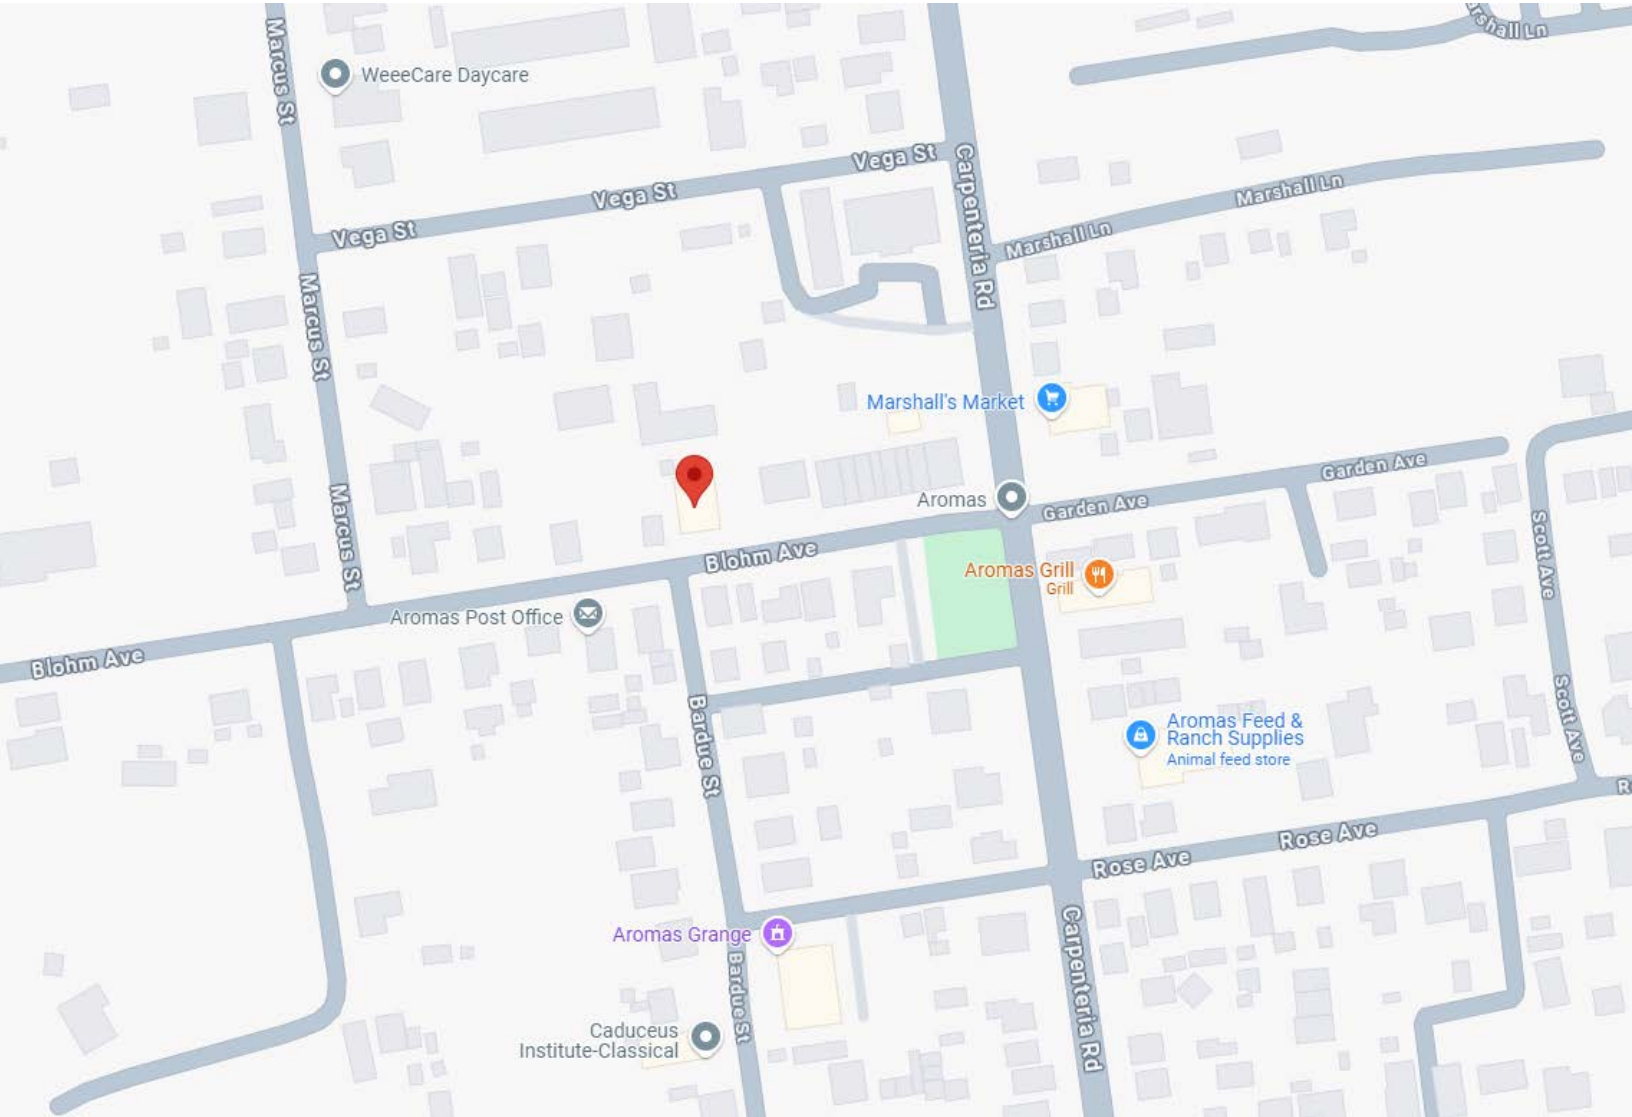 Marcus St
WeeeCare Daycare
rshall Ln
Vega St
Vega St
Vega St
Carpenteria Rd
Marshall Ln
Marshall Ln
Marcus St
Marshall's Market
Aromas
Garden Ave
Garden Ave
Marcus St
Blohm Ave
Scott Ave
Aromas Grill
Grill
Aromas Post Office
Blohm Ave
Bardue St
Scott Ave
Aromas Feed &
Ranch Supplies
Animal feed store
R
Rose Ave
Rose Ave
Aromas Grange
Bardue St
Carpenteria Rd
Caduceus
Institute-Classical